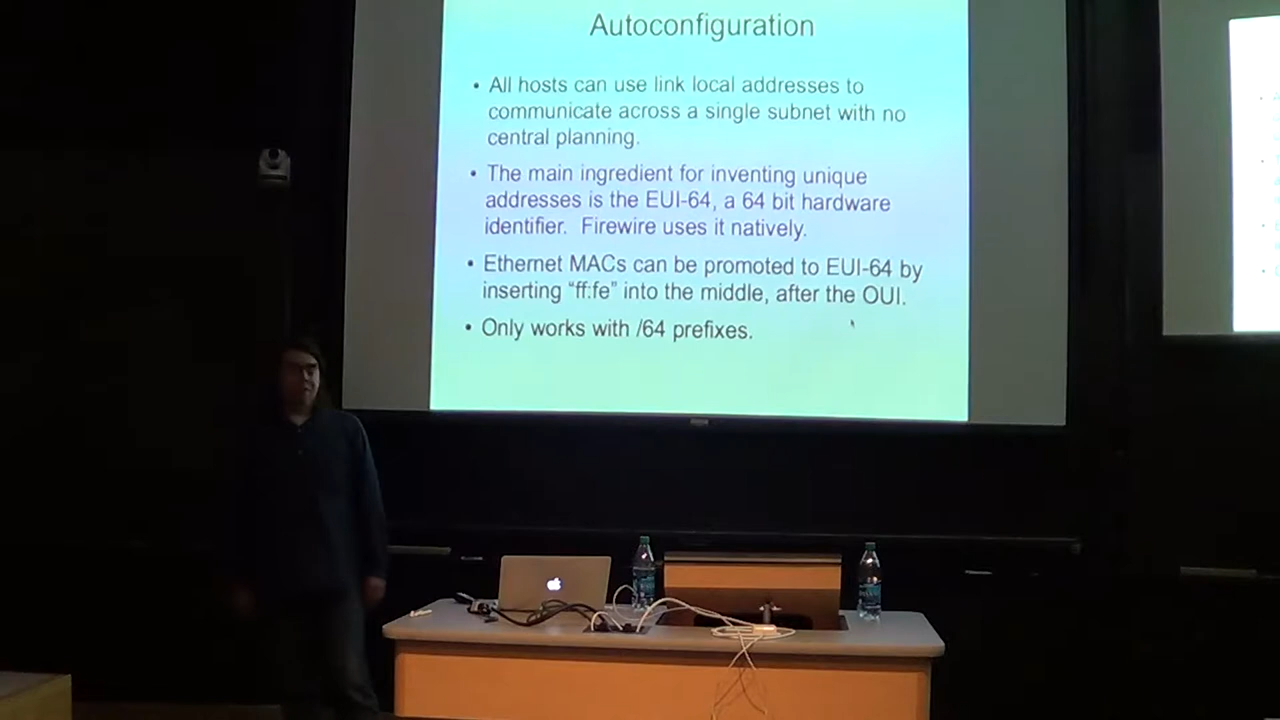 Autoconfiguration
• All hosts can use link local addresses to
communicate across a single subnet with no
central planning.
• The main ingredient for inventing unique
addresses is the EUI-64, a 64 bit hardware
identifier.  Firewire uses it natively.
• Ethernet MACs can be promoted to EUI-64 by
inserting “ff:fe” into the middle, after the OUI.
• Only works with /64 prefixes.